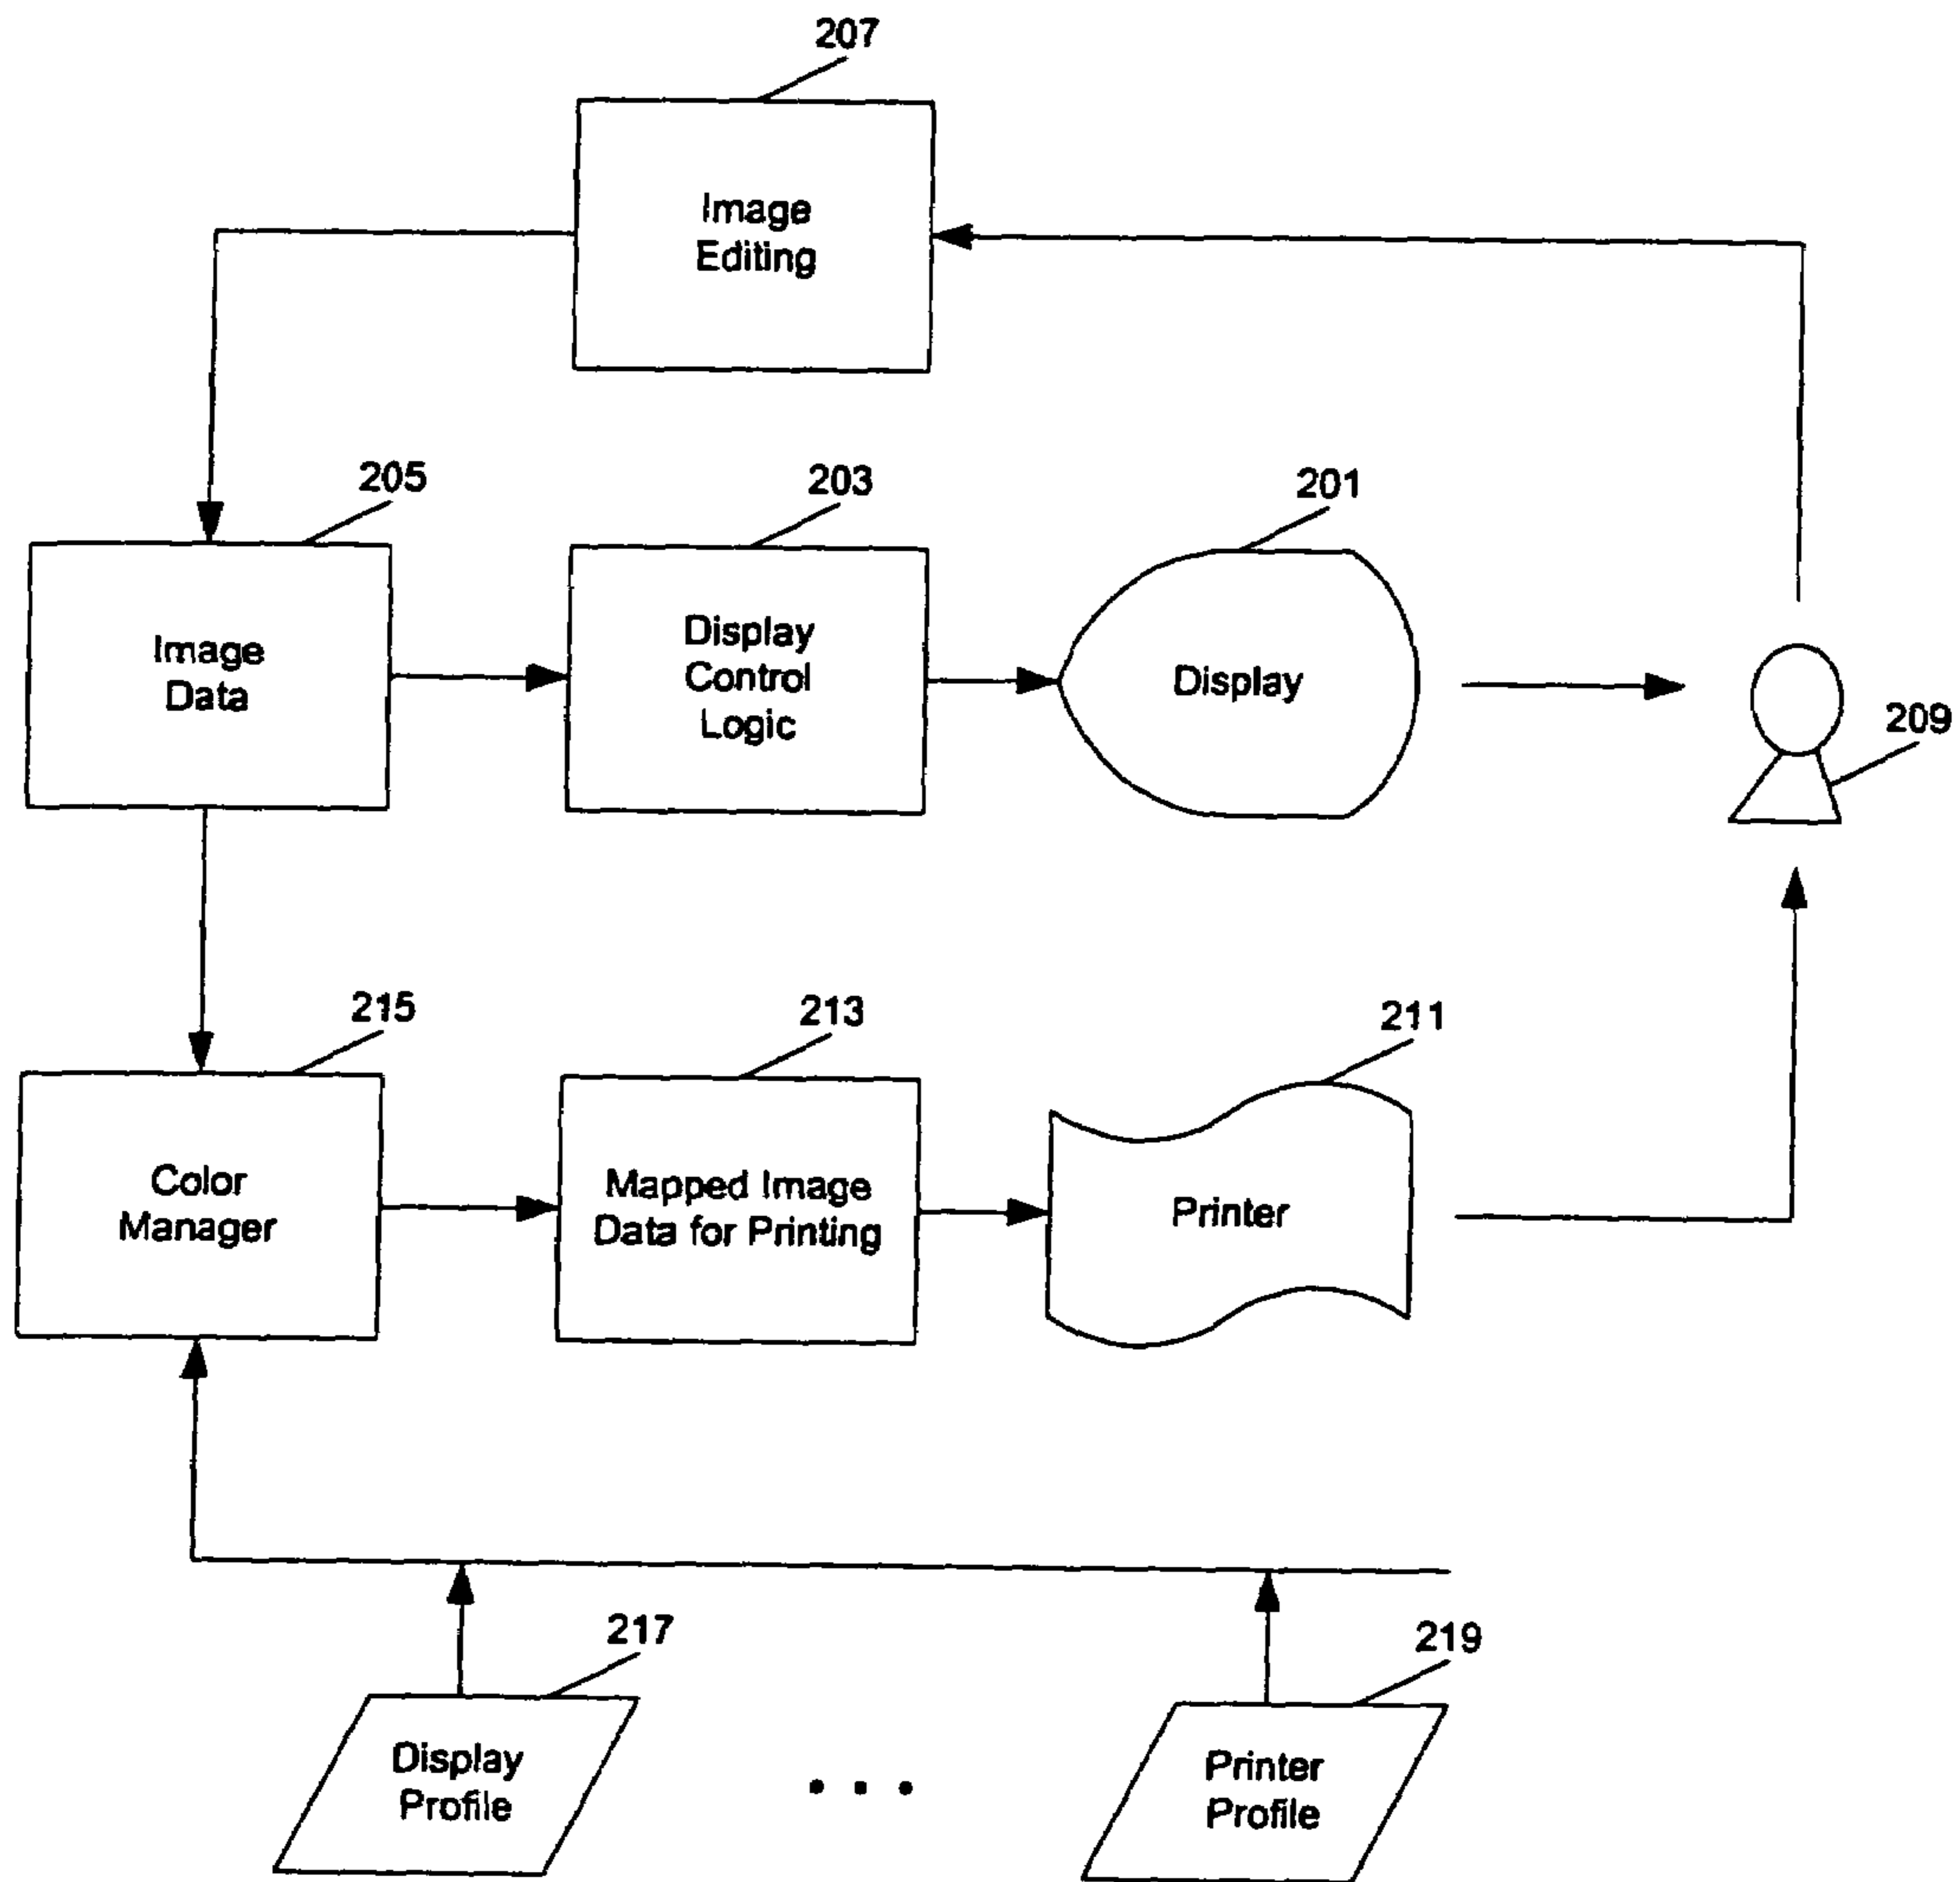 207
Image
Editing
205
203
201
Image
Data
Display
Control
Logic
Display
209
215
213
211
Color
Manager
Mapped Image
Data for Printing
Printer
217
219
Display
Profile
• • •
Printer
Profile